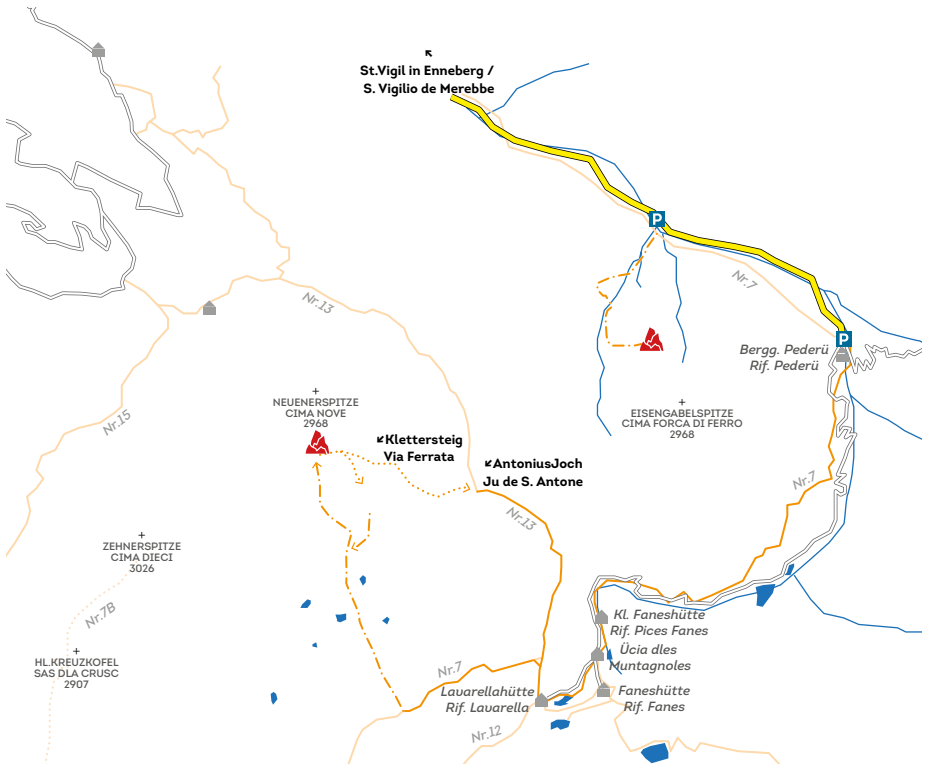 St.Vigil in Enneberg /
S. Vigilio de Merebbe
P
Nr.7
Nr.13
P
Bergg. Pederü
Rif. Pederü
NEUENERSPITZE
CIMA NOVE
2968
EISENGABELSPITZE
CIMA FORCA DI FERRO
2968
Nr.15
Klettersteig
Via Ferrata
AntoniusJoch
Ju de S. Antone
Nr.7
Nr.13
ZEHNERSPITZE
CIMA DIECI
3026
Nr.7B
Kl. Faneshütte
Rif. Pices Fanes
Ücia dles
Muntagnoles
HL.KREUZKOFEL
SAS DLA CRUSC
2907
Nr.7
Lavarellahütte
Rif. Lavarella
Faneshütte
Rif. Fanes
Nr.12